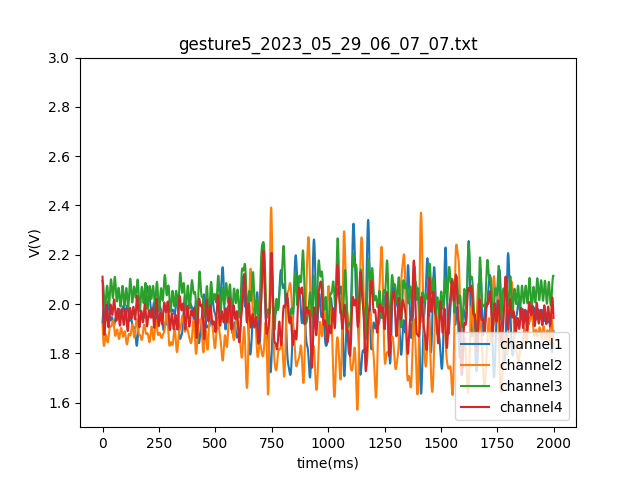 gesture5_2023_05_29_06_07_07.txt
3.0
2.8
2.6
2.4
2.2
2.0
1.8
1.6
V(V)
channel1
channel2
channel3
channel4
0 250 500 750 1000 1250 1500 1750 2000
time(ms)